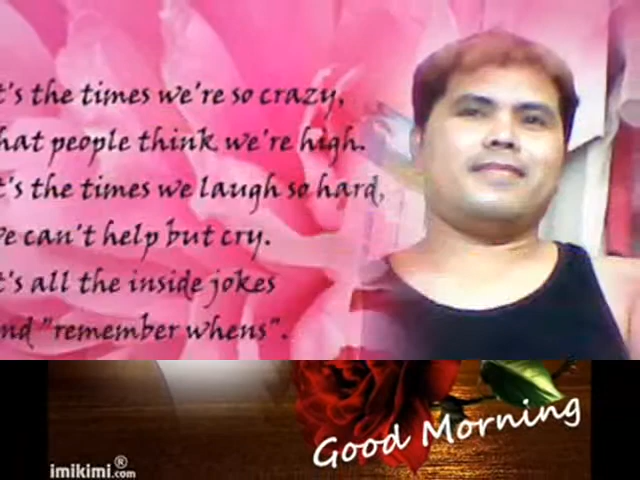 t's the times we're so crazy,
hat people think we're high.
t's the times we laugh so hard,
we can't help but cry.
t's all the inside jokes
nd "remember whens".
Good Morning
imikimi.com®